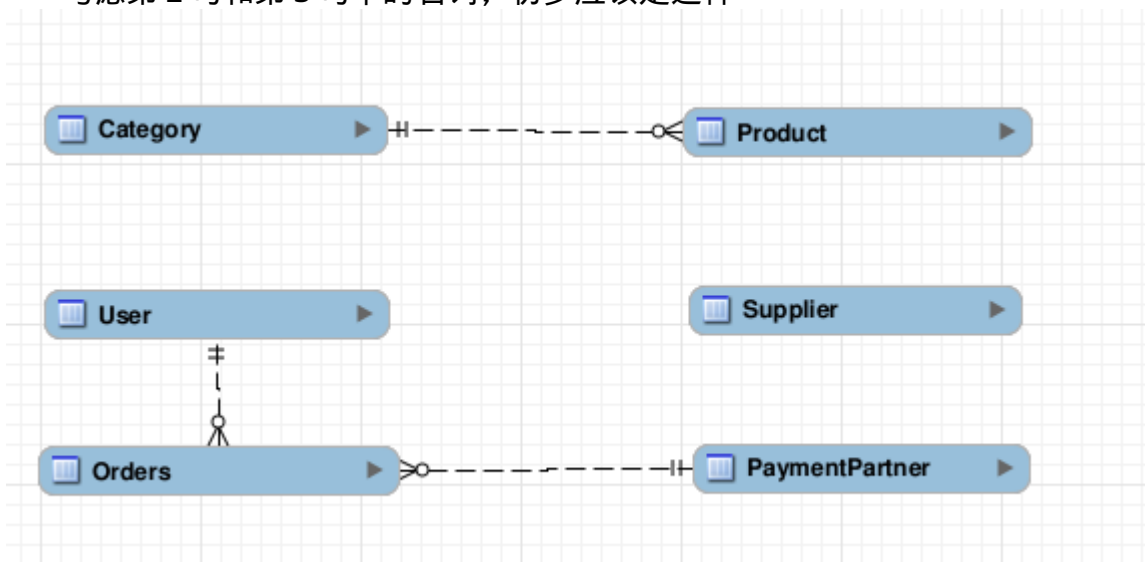 Category
Product
User
Supplier
Orders
PaymentPartner